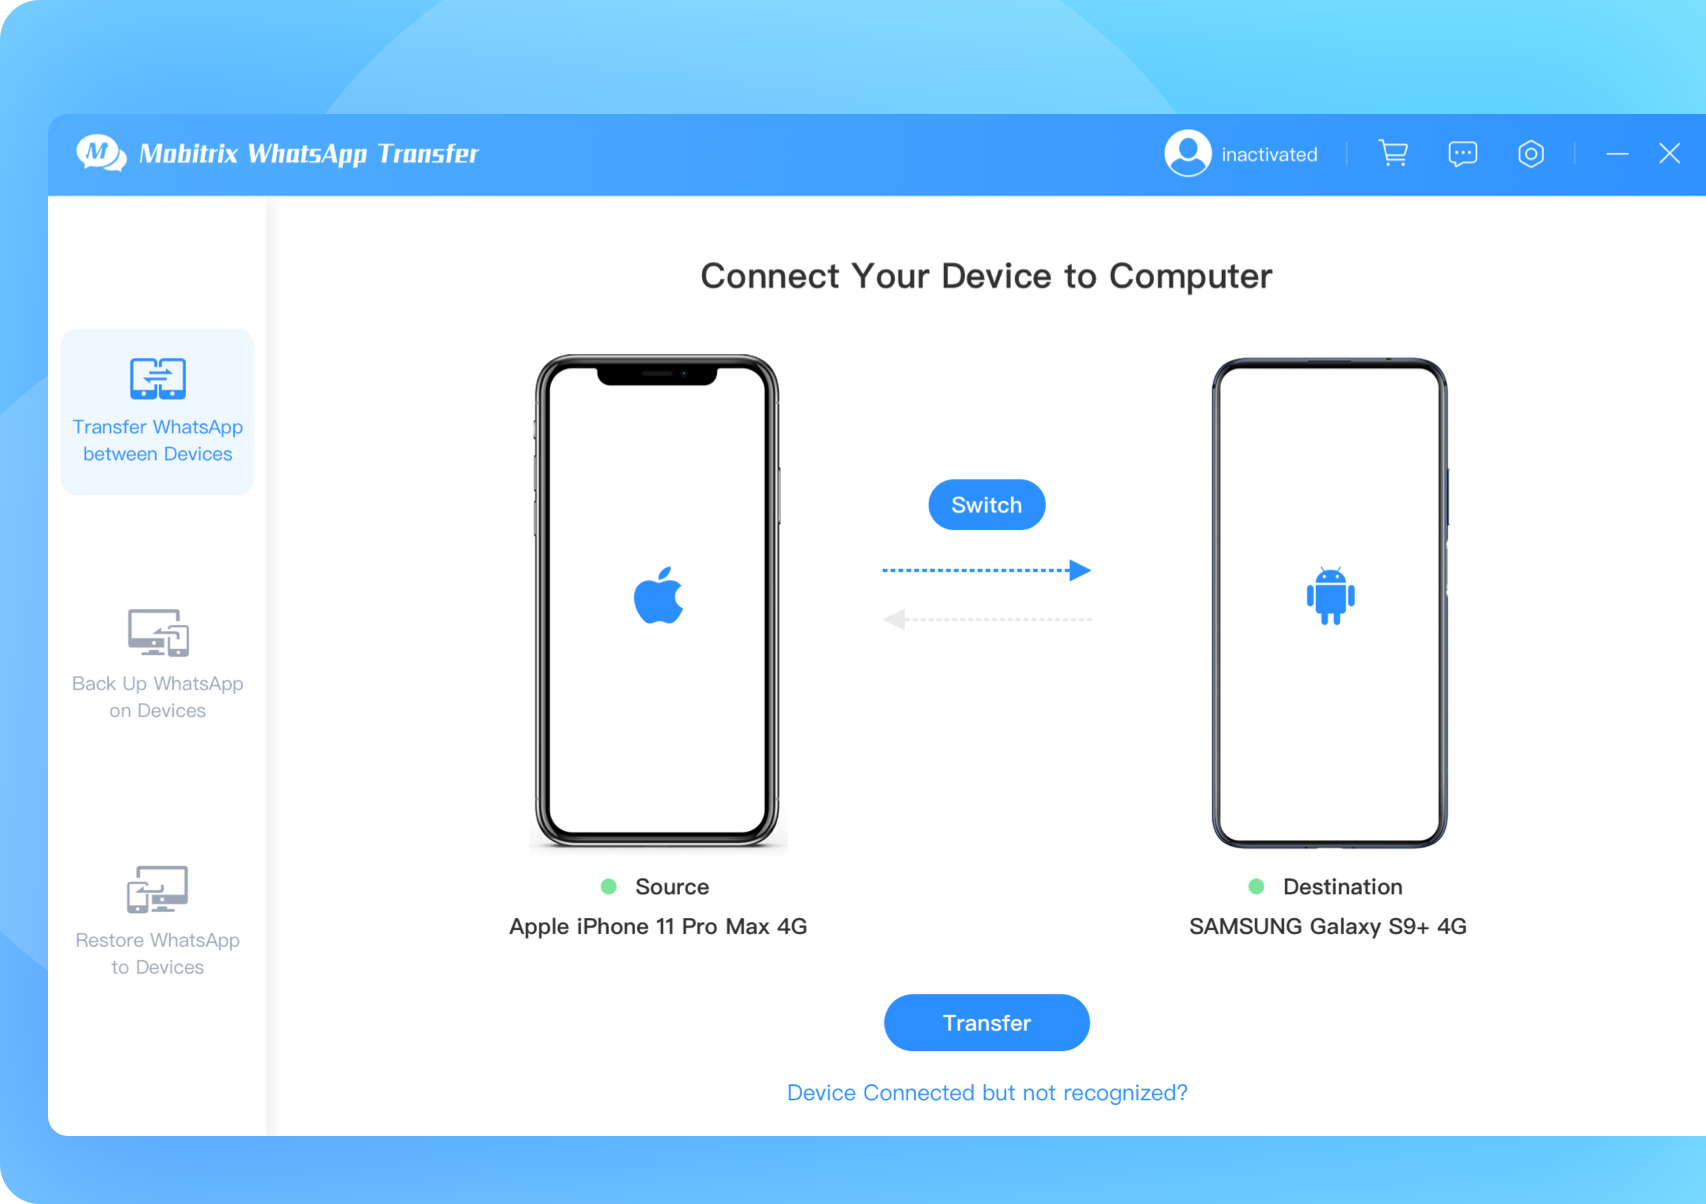 M
Mobitrix WhatsApp Transfer
inactivated
Connect Your Device to Computer
Transfer WhatsApp
between Devices
Back Up WhatsApp
on Devices
Restore WhatsApp
to Devices
Switch
Source
Apple iPhone 11 Pro Max 4G
Destination
SAMSUNG Galaxy S9+ 4G
Transfer
Device Connected but not recognized?